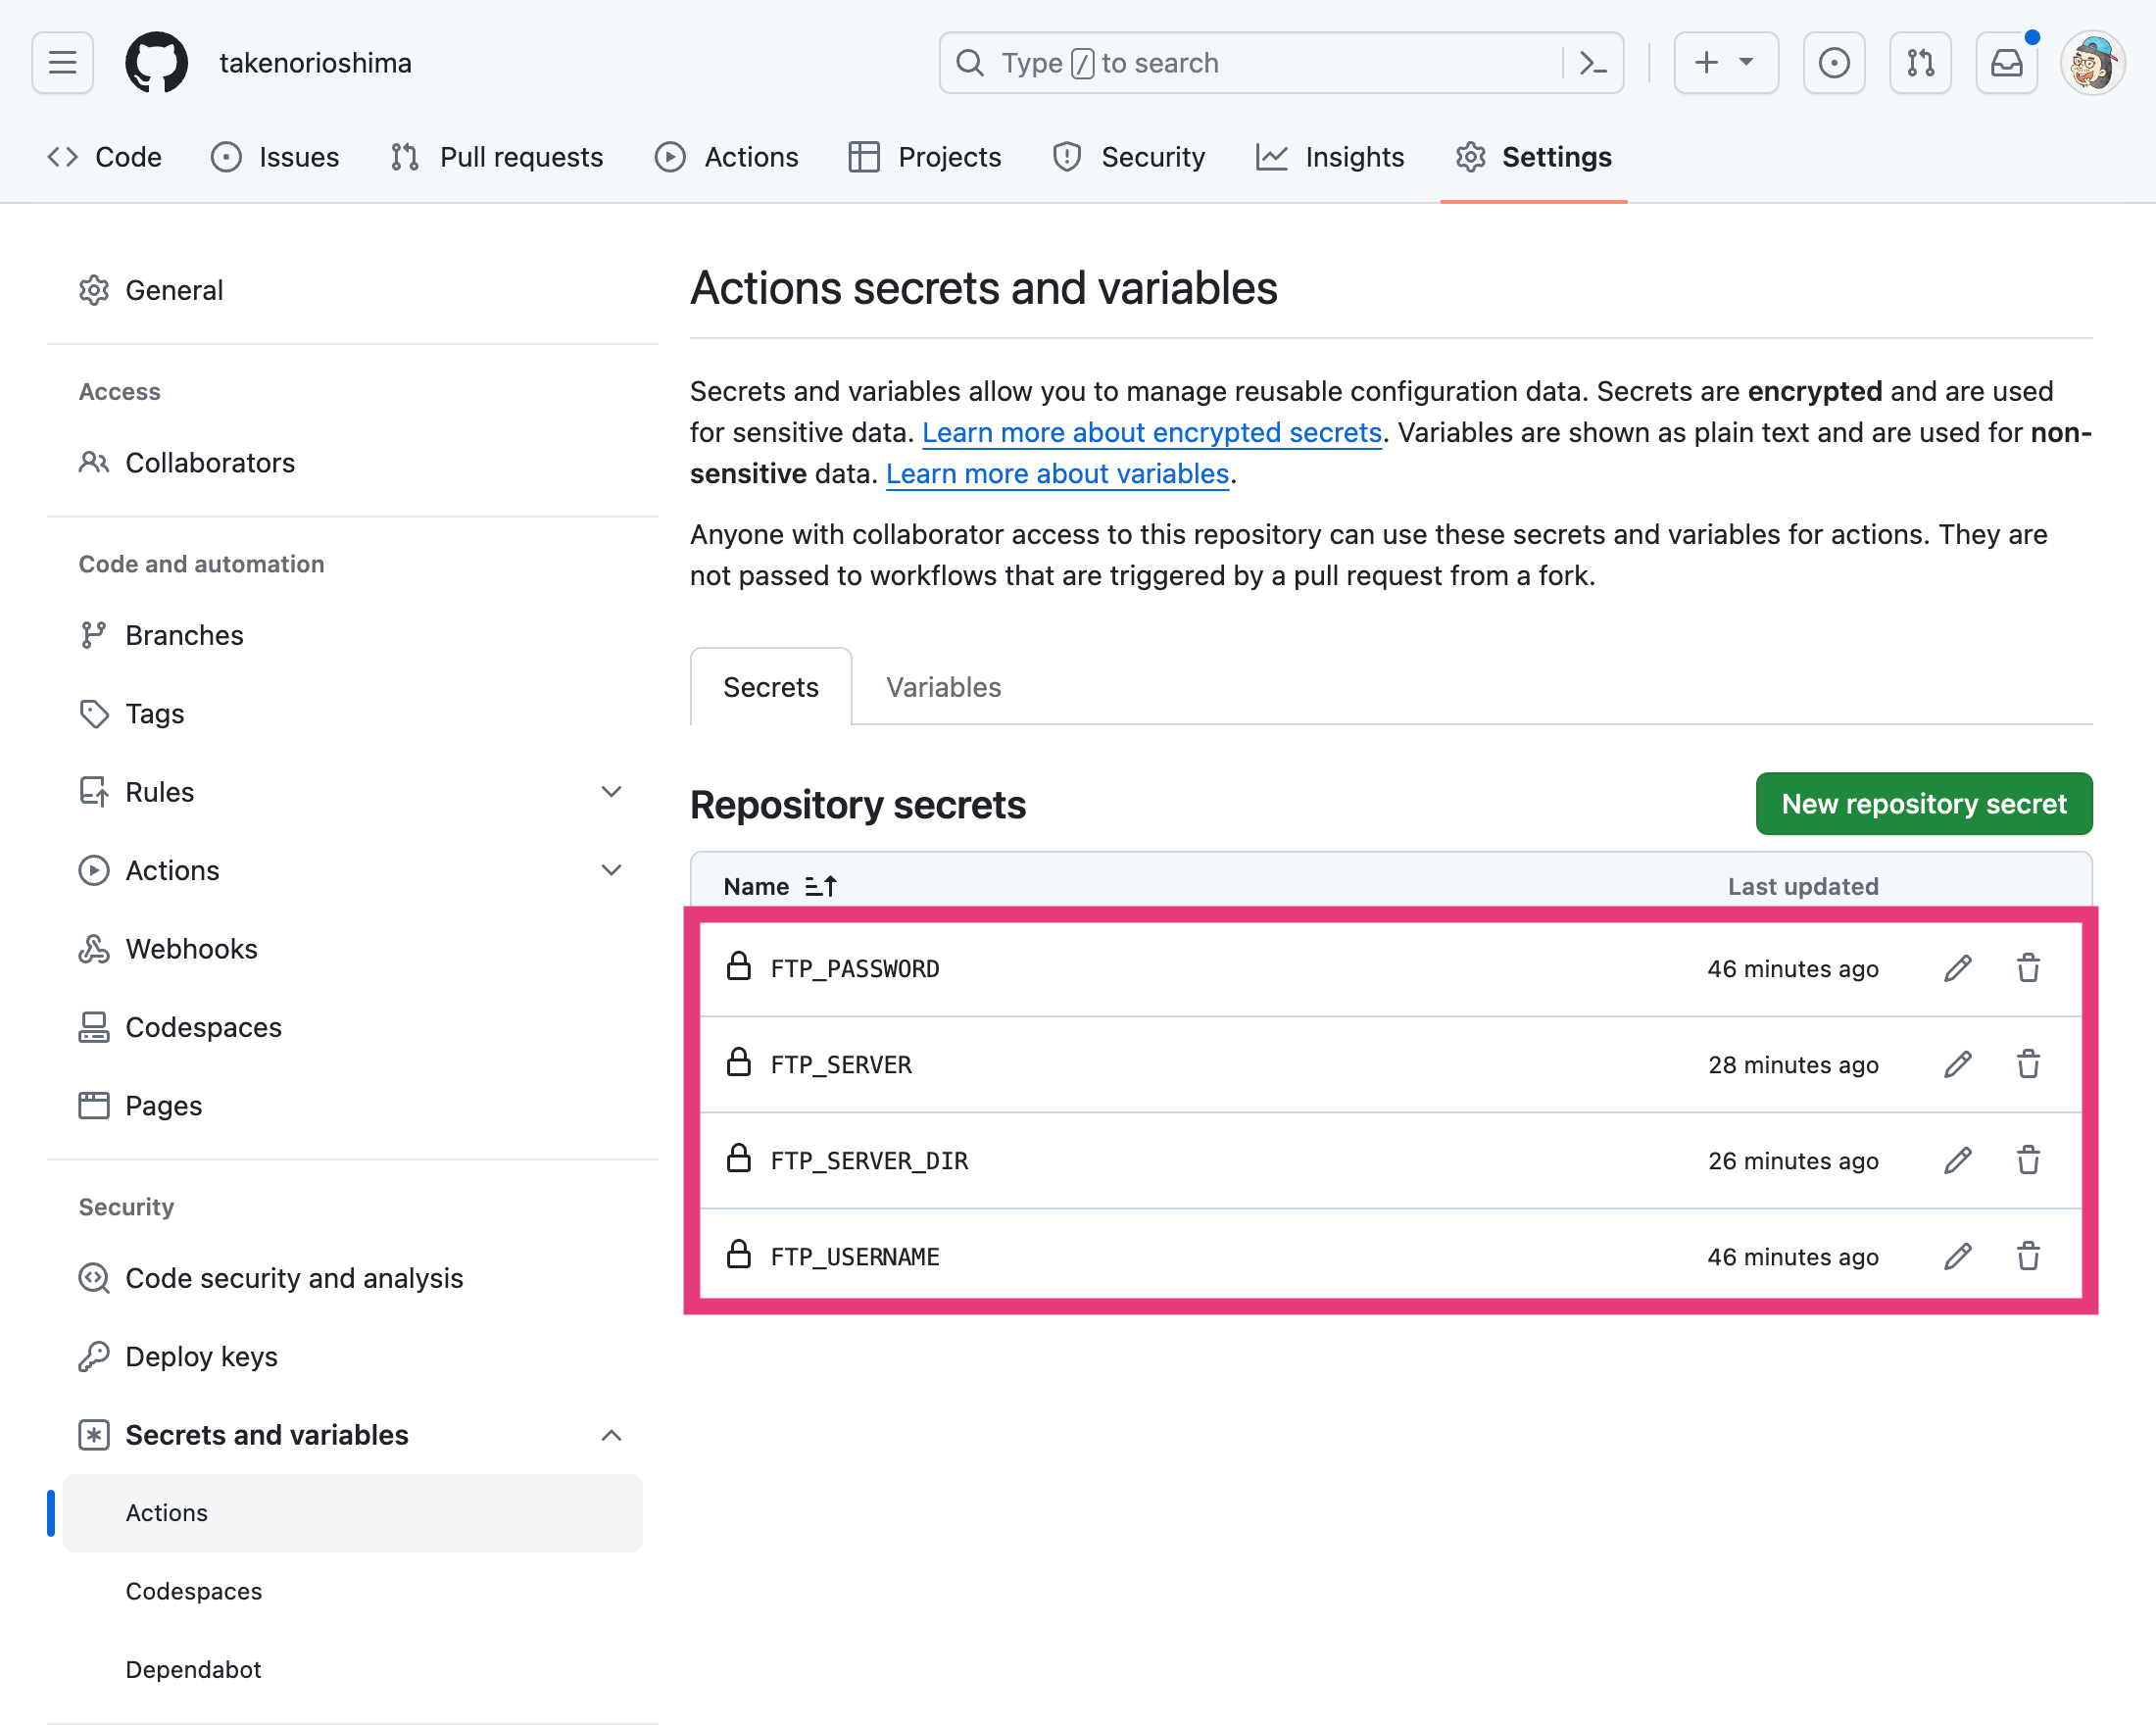 takenorioshima
Type / to search
Code Issues Pull requests Actions Projects Security Insights Settings
General
Access
Collaborators
Code and automation
Branches
Tags
Rules
Actions
Webhooks
Codespaces
Pages
Security
Code security and analysis
Deploy keys
Secrets and variables
Actions
Codespaces
Dependabot
Actions secrets and variables
Secrets and variables allow you to manage reusable configuration data. Secrets are encrypted and are used
for sensitive data. Learn more about encrypted secrets. Variables are shown as plain text and are used for non-
sensitive data. Learn more about variables.
Anyone with collaborator access to this repository can use these secrets and variables for actions. They are
not passed to workflows that are triggered by a pull request from a fork.
Secrets Variables
Repository secrets New repository secret
Name Last updated
FTP_PASSWORD 46 minutes ago
FTP_SERVER 28 minutes ago
FTP_SERVER_DIR 26 minutes ago
FTP_USERNAME 46 minutes ago